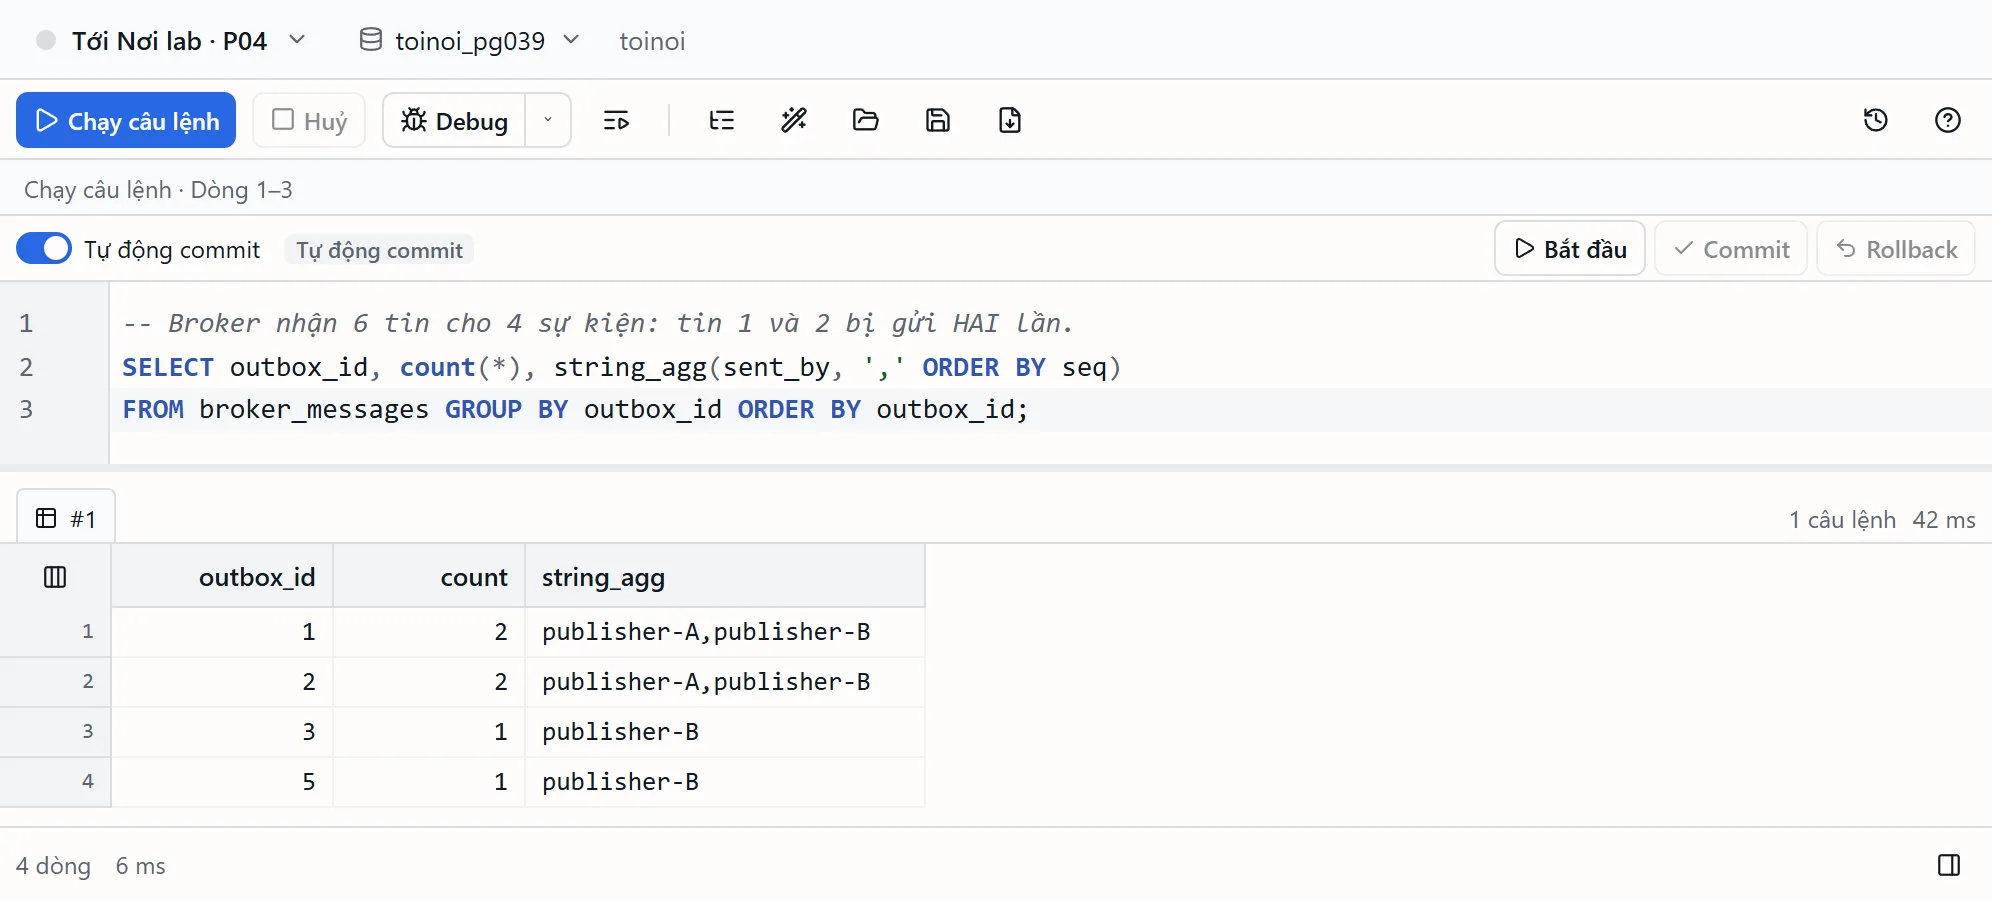 Tới Nơi lab · P04 toinoi_pg039 toinoi
Chạy câu lệnh Huỷ Debug
Chạy câu lệnh · Dòng 1–3
Tự động commit Tự động commit Bắt đầu Commit Rollback
1 -- Broker nhận 6 tin cho 4 sự kiện: tin 1 và 2 bị gửi HAI lần.
2 SELECT outbox_id, count(*), string_agg(sent_by, ',' ORDER BY seq)
3 FROM broker_messages GROUP BY outbox_id ORDER BY outbox_id;
#1 1 câu lệnh 42 ms
outbox_id count string_agg
1 1 2 publisher-A,publisher-B
2 2 2 publisher-A,publisher-B
3 3 1 publisher-B
4 5 1 publisher-B
4 dòng 6 ms